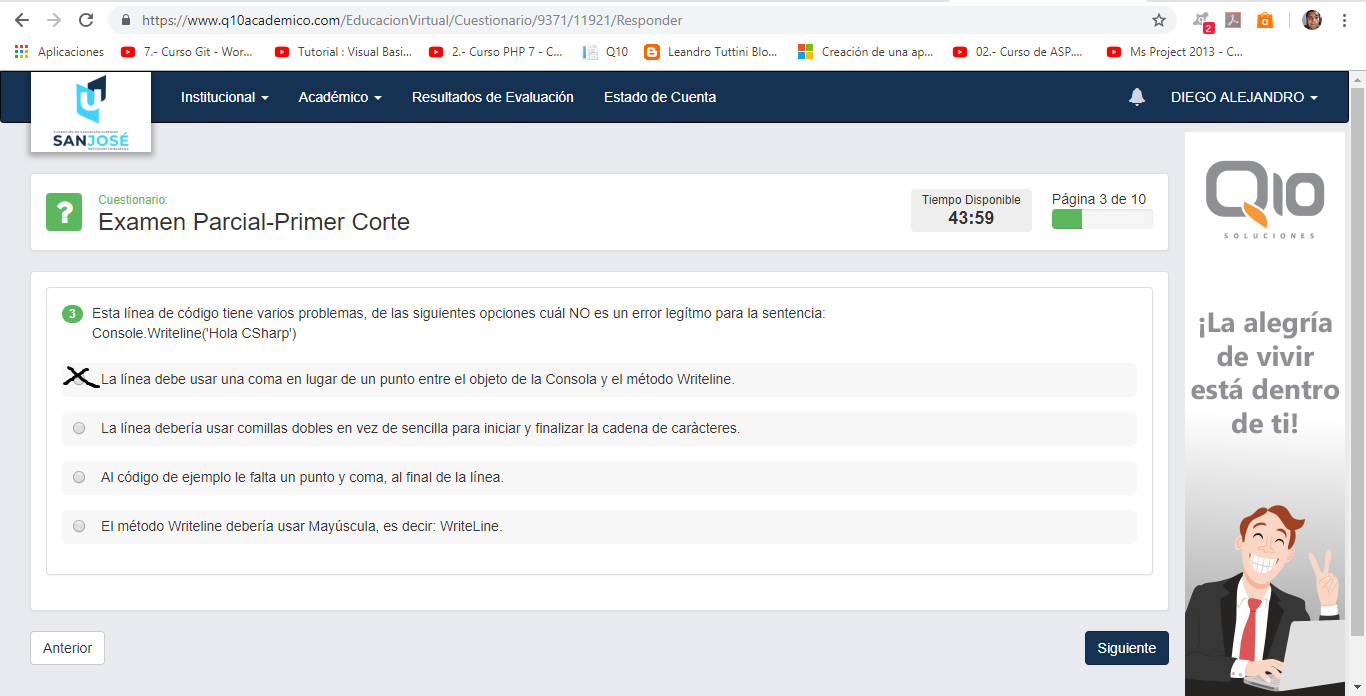 https://www.q10academico.com/EducacionVirtual/Cuestionario/9371/11921/Responder
2
Aplicaciones
7.- Curso Git - Wor...
Tutorial : Visual Basi...
2.- Curso PHP 7 - C...
Q10
Leandro Tuttini Blo...
Creación de una ap...
02.- Curso de ASP....
Ms Project 2013 - C...
SANJOSÉ
Institucional
Académico
Resultados de Evaluación
Estado de Cuenta
DIEGO ALEJANDRO
?
Cuestionario:
Examen Parcial-Primer Corte
Tiempo Disponible
43:59
Página 3 de 10
3
Esta línea de código tiene varios problemas, de las siguientes opciones cuál NO es un error legítmo para la sentencia:
Console.Writeline('Hola CSharp')
La línea debe usar una coma en lugar de un punto entre el objeto de la Consola y el método Writeline.
La línea debería usar comillas dobles en vez de sencilla para iniciar y finalizar la cadena de caràcteres.
Al código de ejemplo le falta un punto y coma, al final de la línea.
El método Writeline debería usar Mayúscula, es decir: WriteLine.
Anterior
Siguiente
Q10
SOLUCIONES
¡La alegría
de vivir
está dentro
de ti!